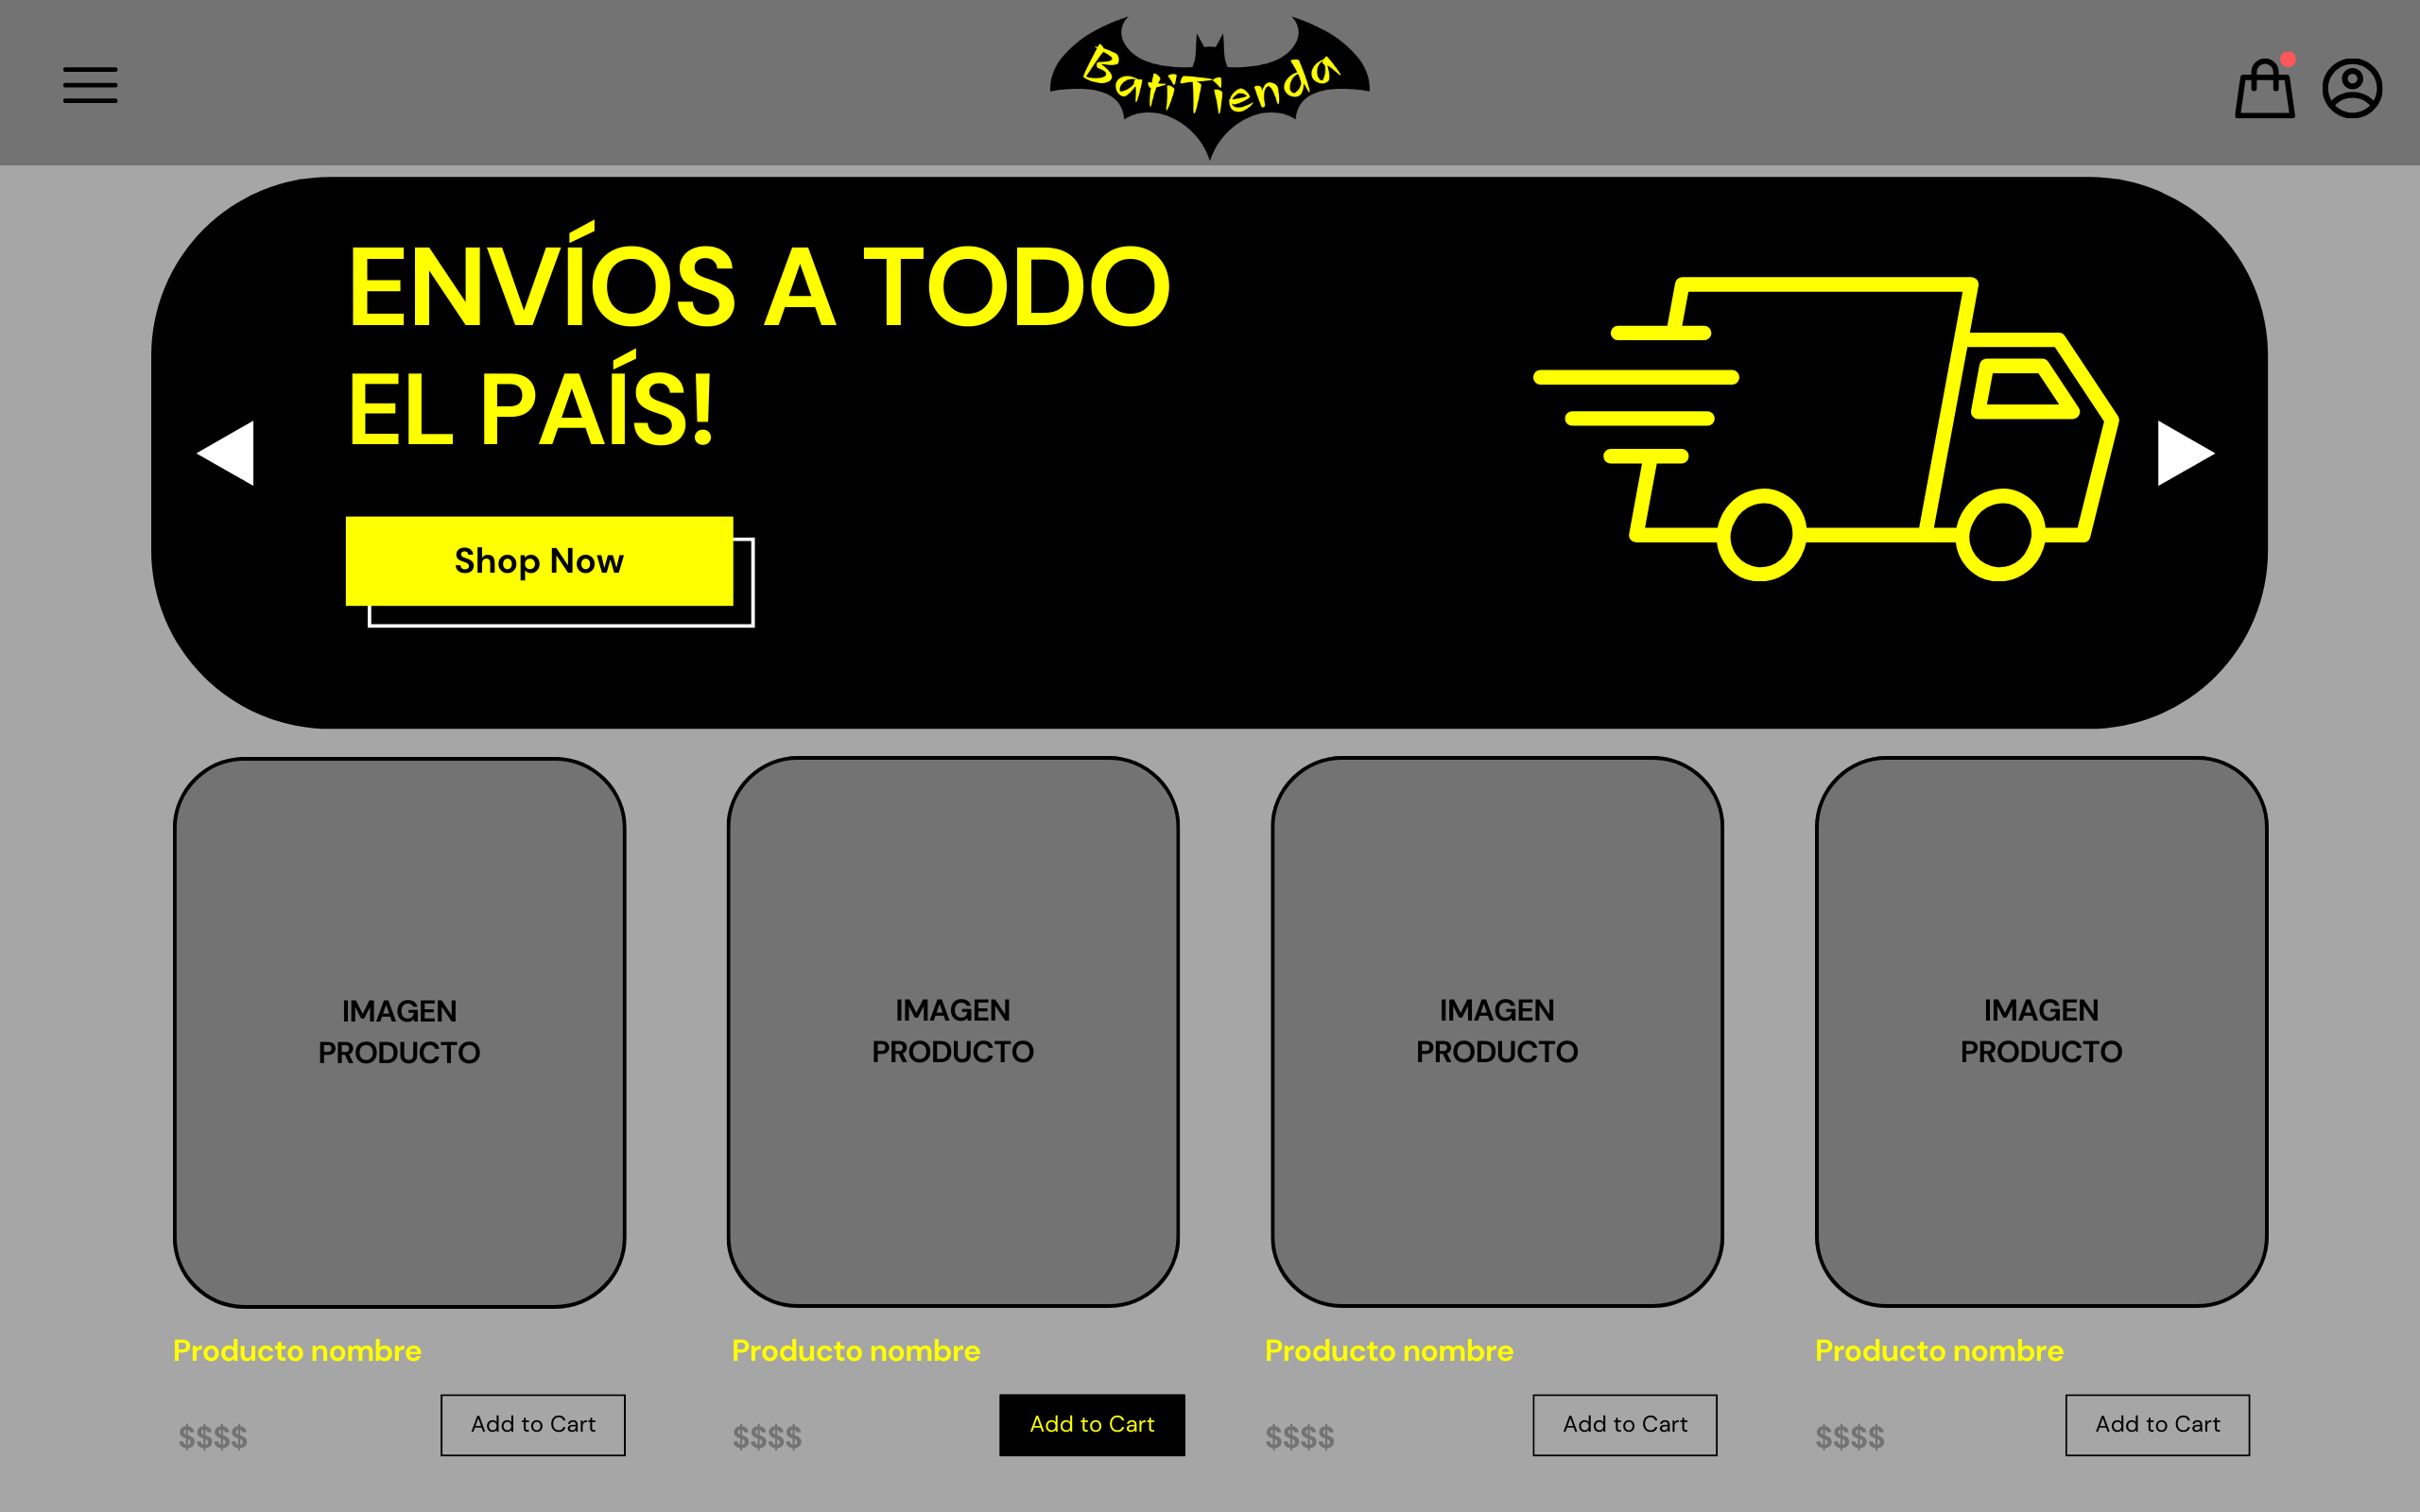 BatiTienda
ENVÍOS A TODO
EL PAÍS!
Shop Now
IMAGEN
PRODUCTO
IMAGEN
PRODUCTO
IMAGEN
PRODUCTO
IMAGEN
PRODUCTO
Producto nombre
Producto nombre
Producto nombre
Producto nombre
$$$$
Add to Cart
$$$$
Add to Cart
$$$$
Add to Cart
$$$$
Add to Cart